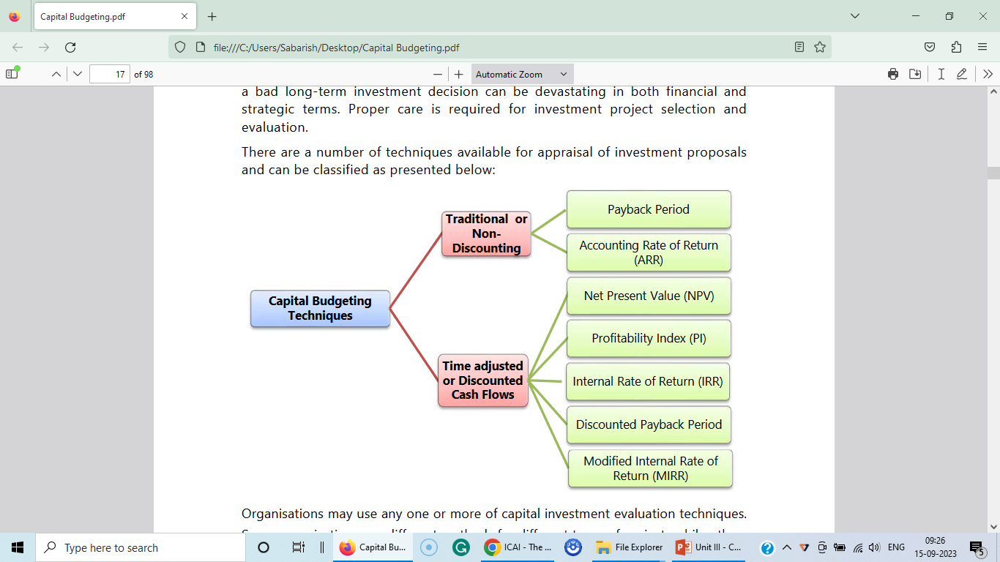 Capital Budgeting.pdf
file:///C:/Users/Sabarish/Desktop/Capital Budgeting.pdf
17 of 98
Automatic Zoom
a bad long-term investment decision can be devastating in both financial and
strategic terms. Proper care is required for investment project selection and
evaluation.
There are a number of techniques available for appraisal of investment proposals
and can be classified as presented below:
Capital Budgeting
Techniques
Traditional or
Non-
Discounting
Payback Period
Accounting Rate of Return
(ARR)
Time adjusted
or Discounted
Cash Flows
Net Present Value (NPV)
Profitability Index (PI)
Internal Rate of Return (IRR)
Discounted Payback Period
Modified Internal Rate of
Return (MIRR)
Organisations may use any one or more of capital investment evaluation techniques.
Type here to search
Capital Bu...
ICAI - The ...
File Explorer
Unit III - C...
ENG
09:26
15-09-2023
5